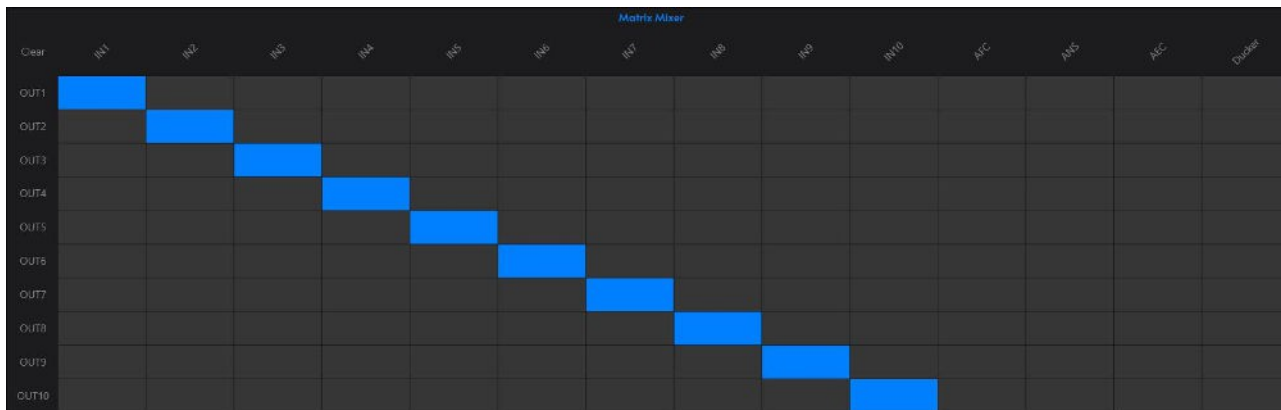 Matrix Mixer
Clear IN1 IN2 IN3 IN4 IN5 IN6 IN7 IN8 IN9 IN10 AFC ANS AEC Ducker
OUT1
OUT2
OUT3
OUT4
OUT5
OUT6
OUT7
OUT8
OUT9
OUT10